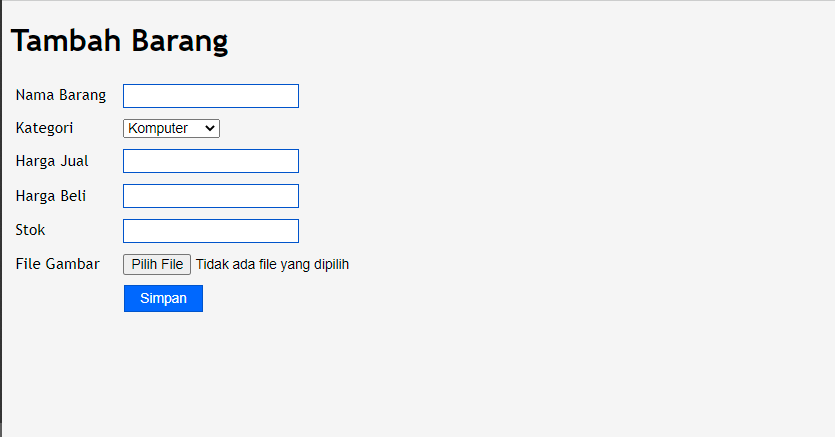 Tambah Barang
Nama Barang
Kategori Komputer
Harga Jual
Harga Beli
Stok
File Gambar Pilih File Tidak ada file yang dipilih
Simpan